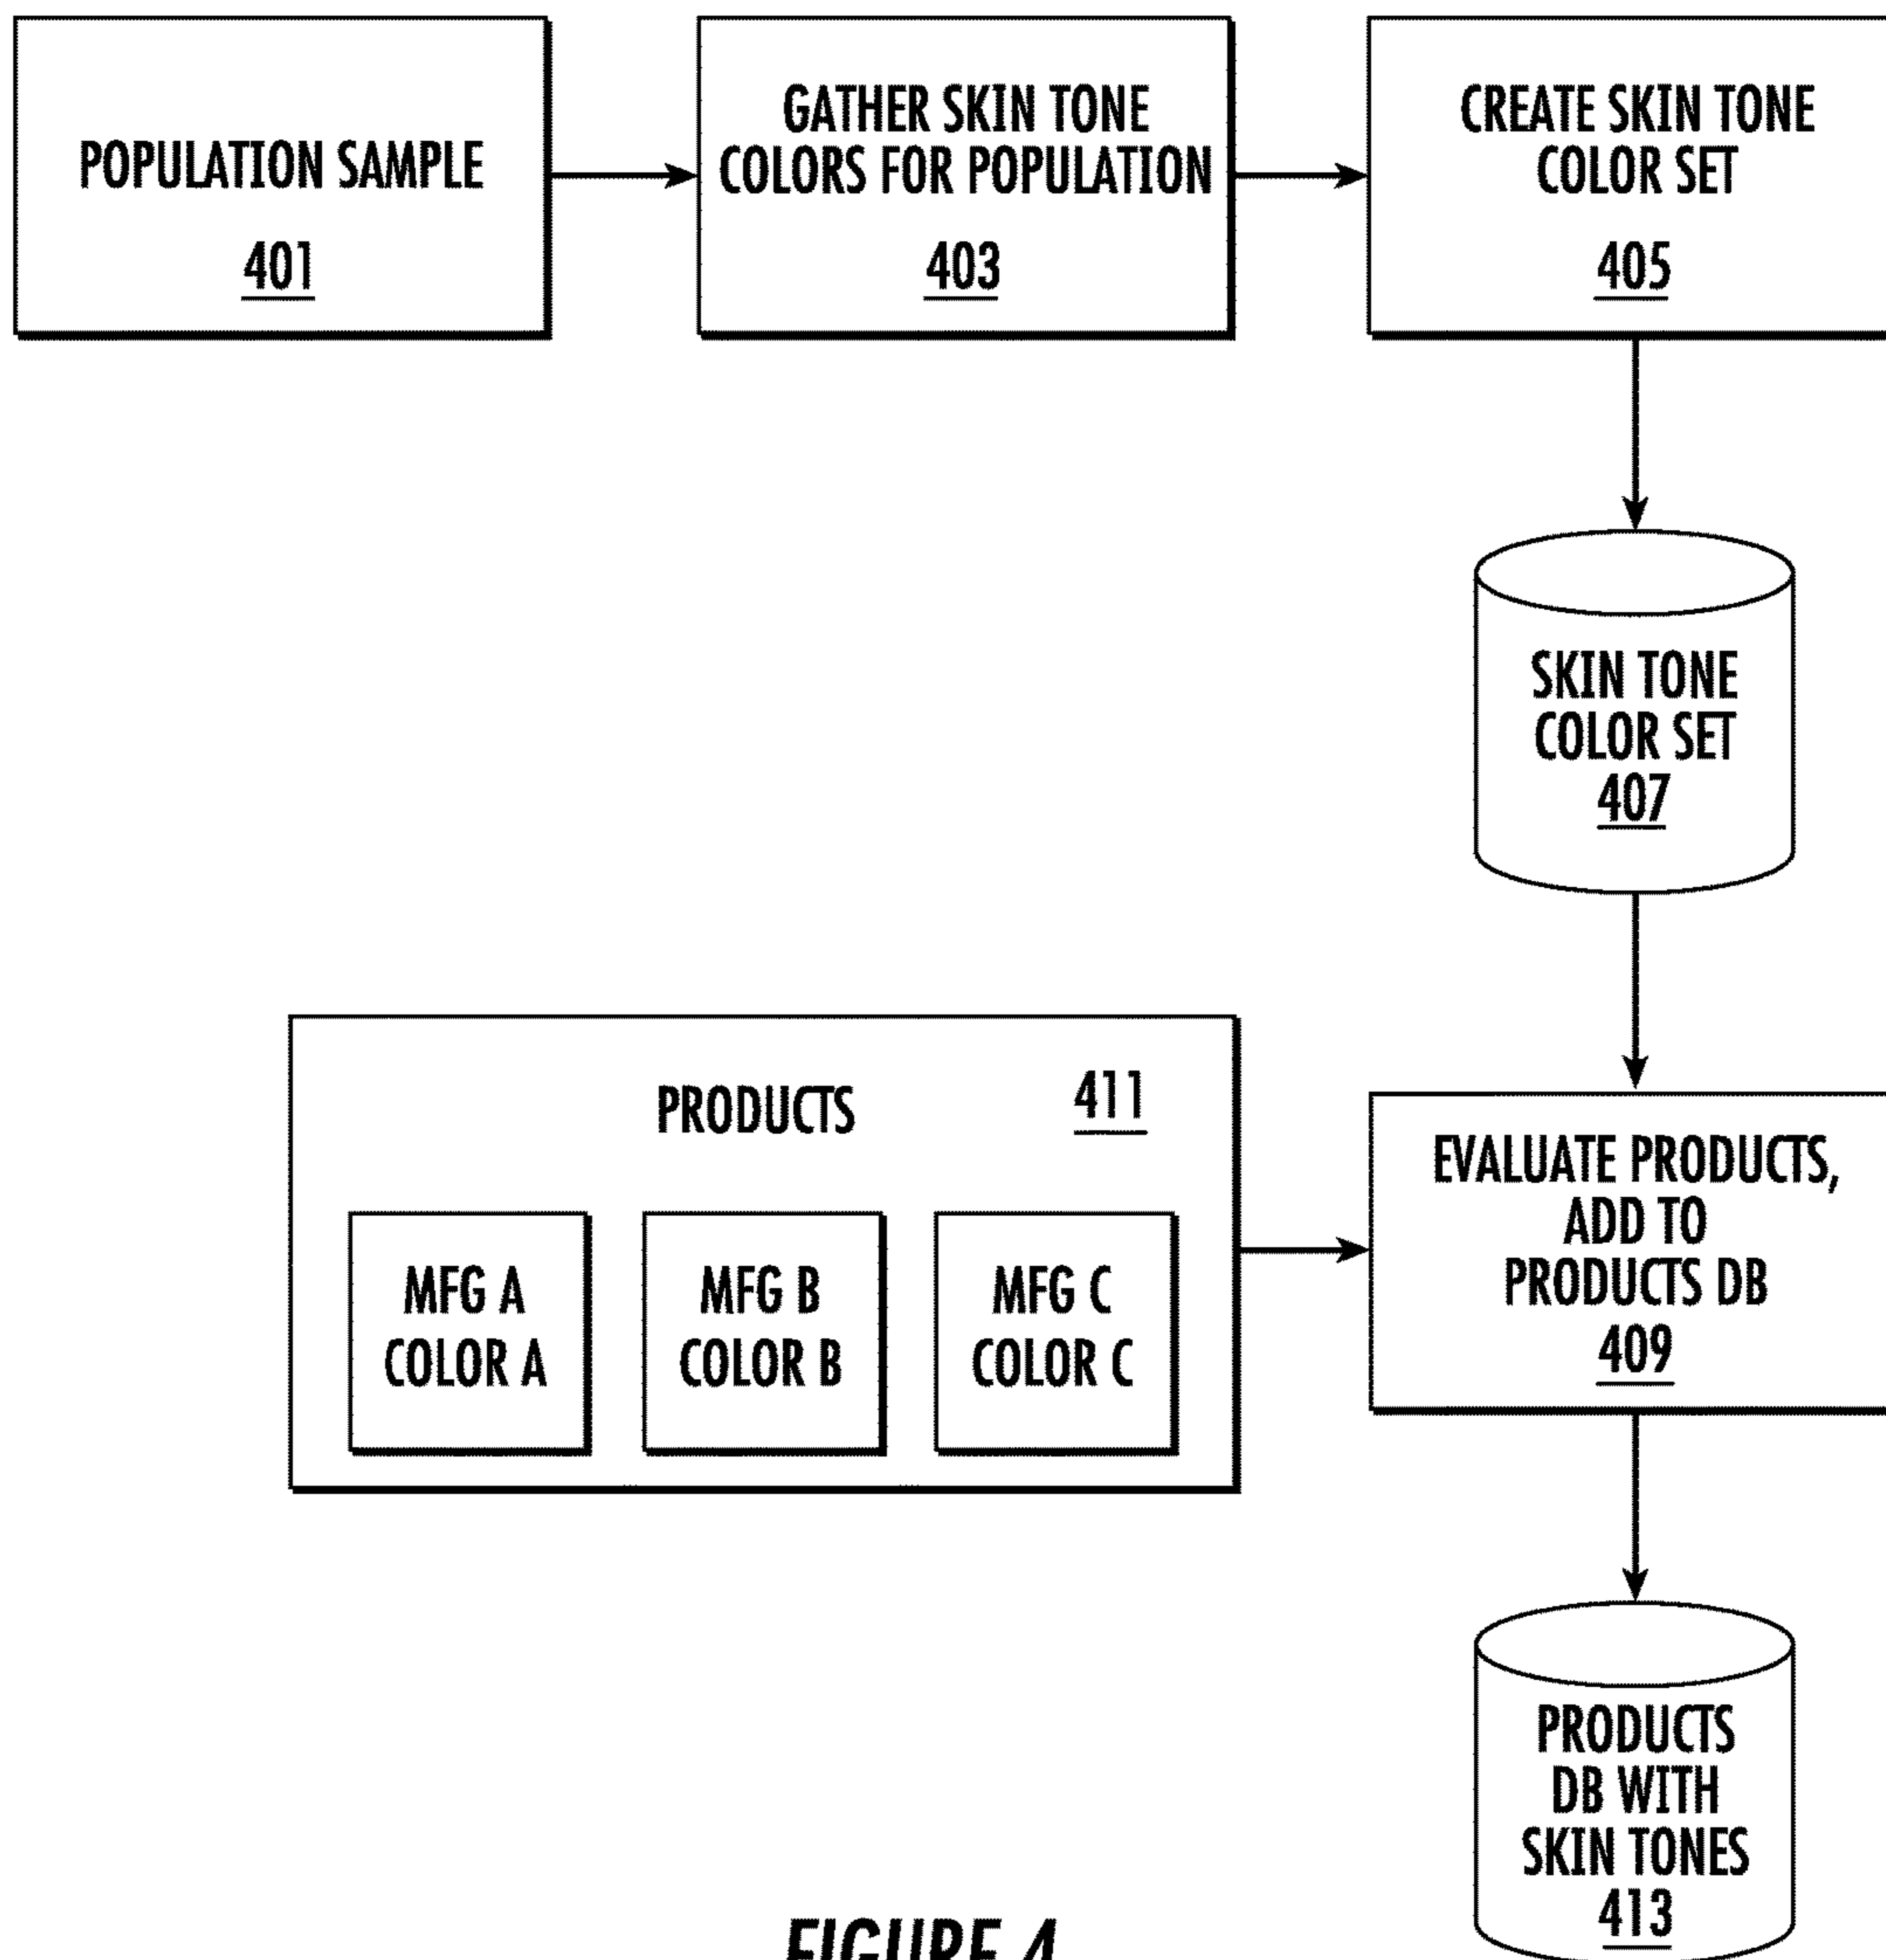 POPULATION SAMPLE
401
GATHER SKIN TONE
COLORS FOR POPULATION
403
CREATE SKIN TONE
COLOR SET
405
SKIN TONE
COLOR SET
407
PRODUCTS
411
MFG A
COLOR A
MFG B
COLOR B
MFG C
COLOR C
EVALUATE PRODUCTS,
ADD TO
PRODUCTS DB
409
PRODUCTS
DB WITH
SKIN TONES
413
FIGURE 4